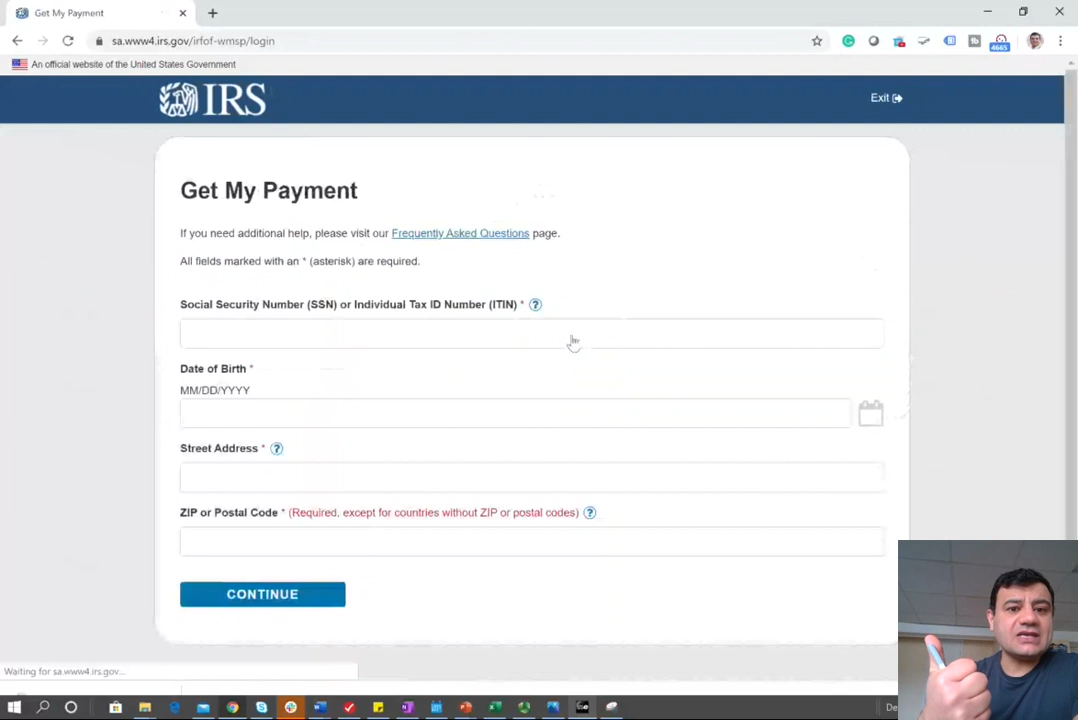 Get My Payment
sa.www4.irs.gov/irfof-wmsp/login
4665
An official website of the United States Government
IRS
Exit
Get My Payment
If you need additional help, please visit our Frequently Asked Questions page.
All fields marked with an * (asterisk) are required.
Social Security Number (SSN) or Individual Tax ID Number (ITIN) * ?
Date of Birth *
MM/DD/YYYY
Street Address * ?
ZIP or Postal Code * (Required, except for countries without ZIP or postal codes) ?
CONTINUE
Waiting for sa.www4.irs.gov...
De